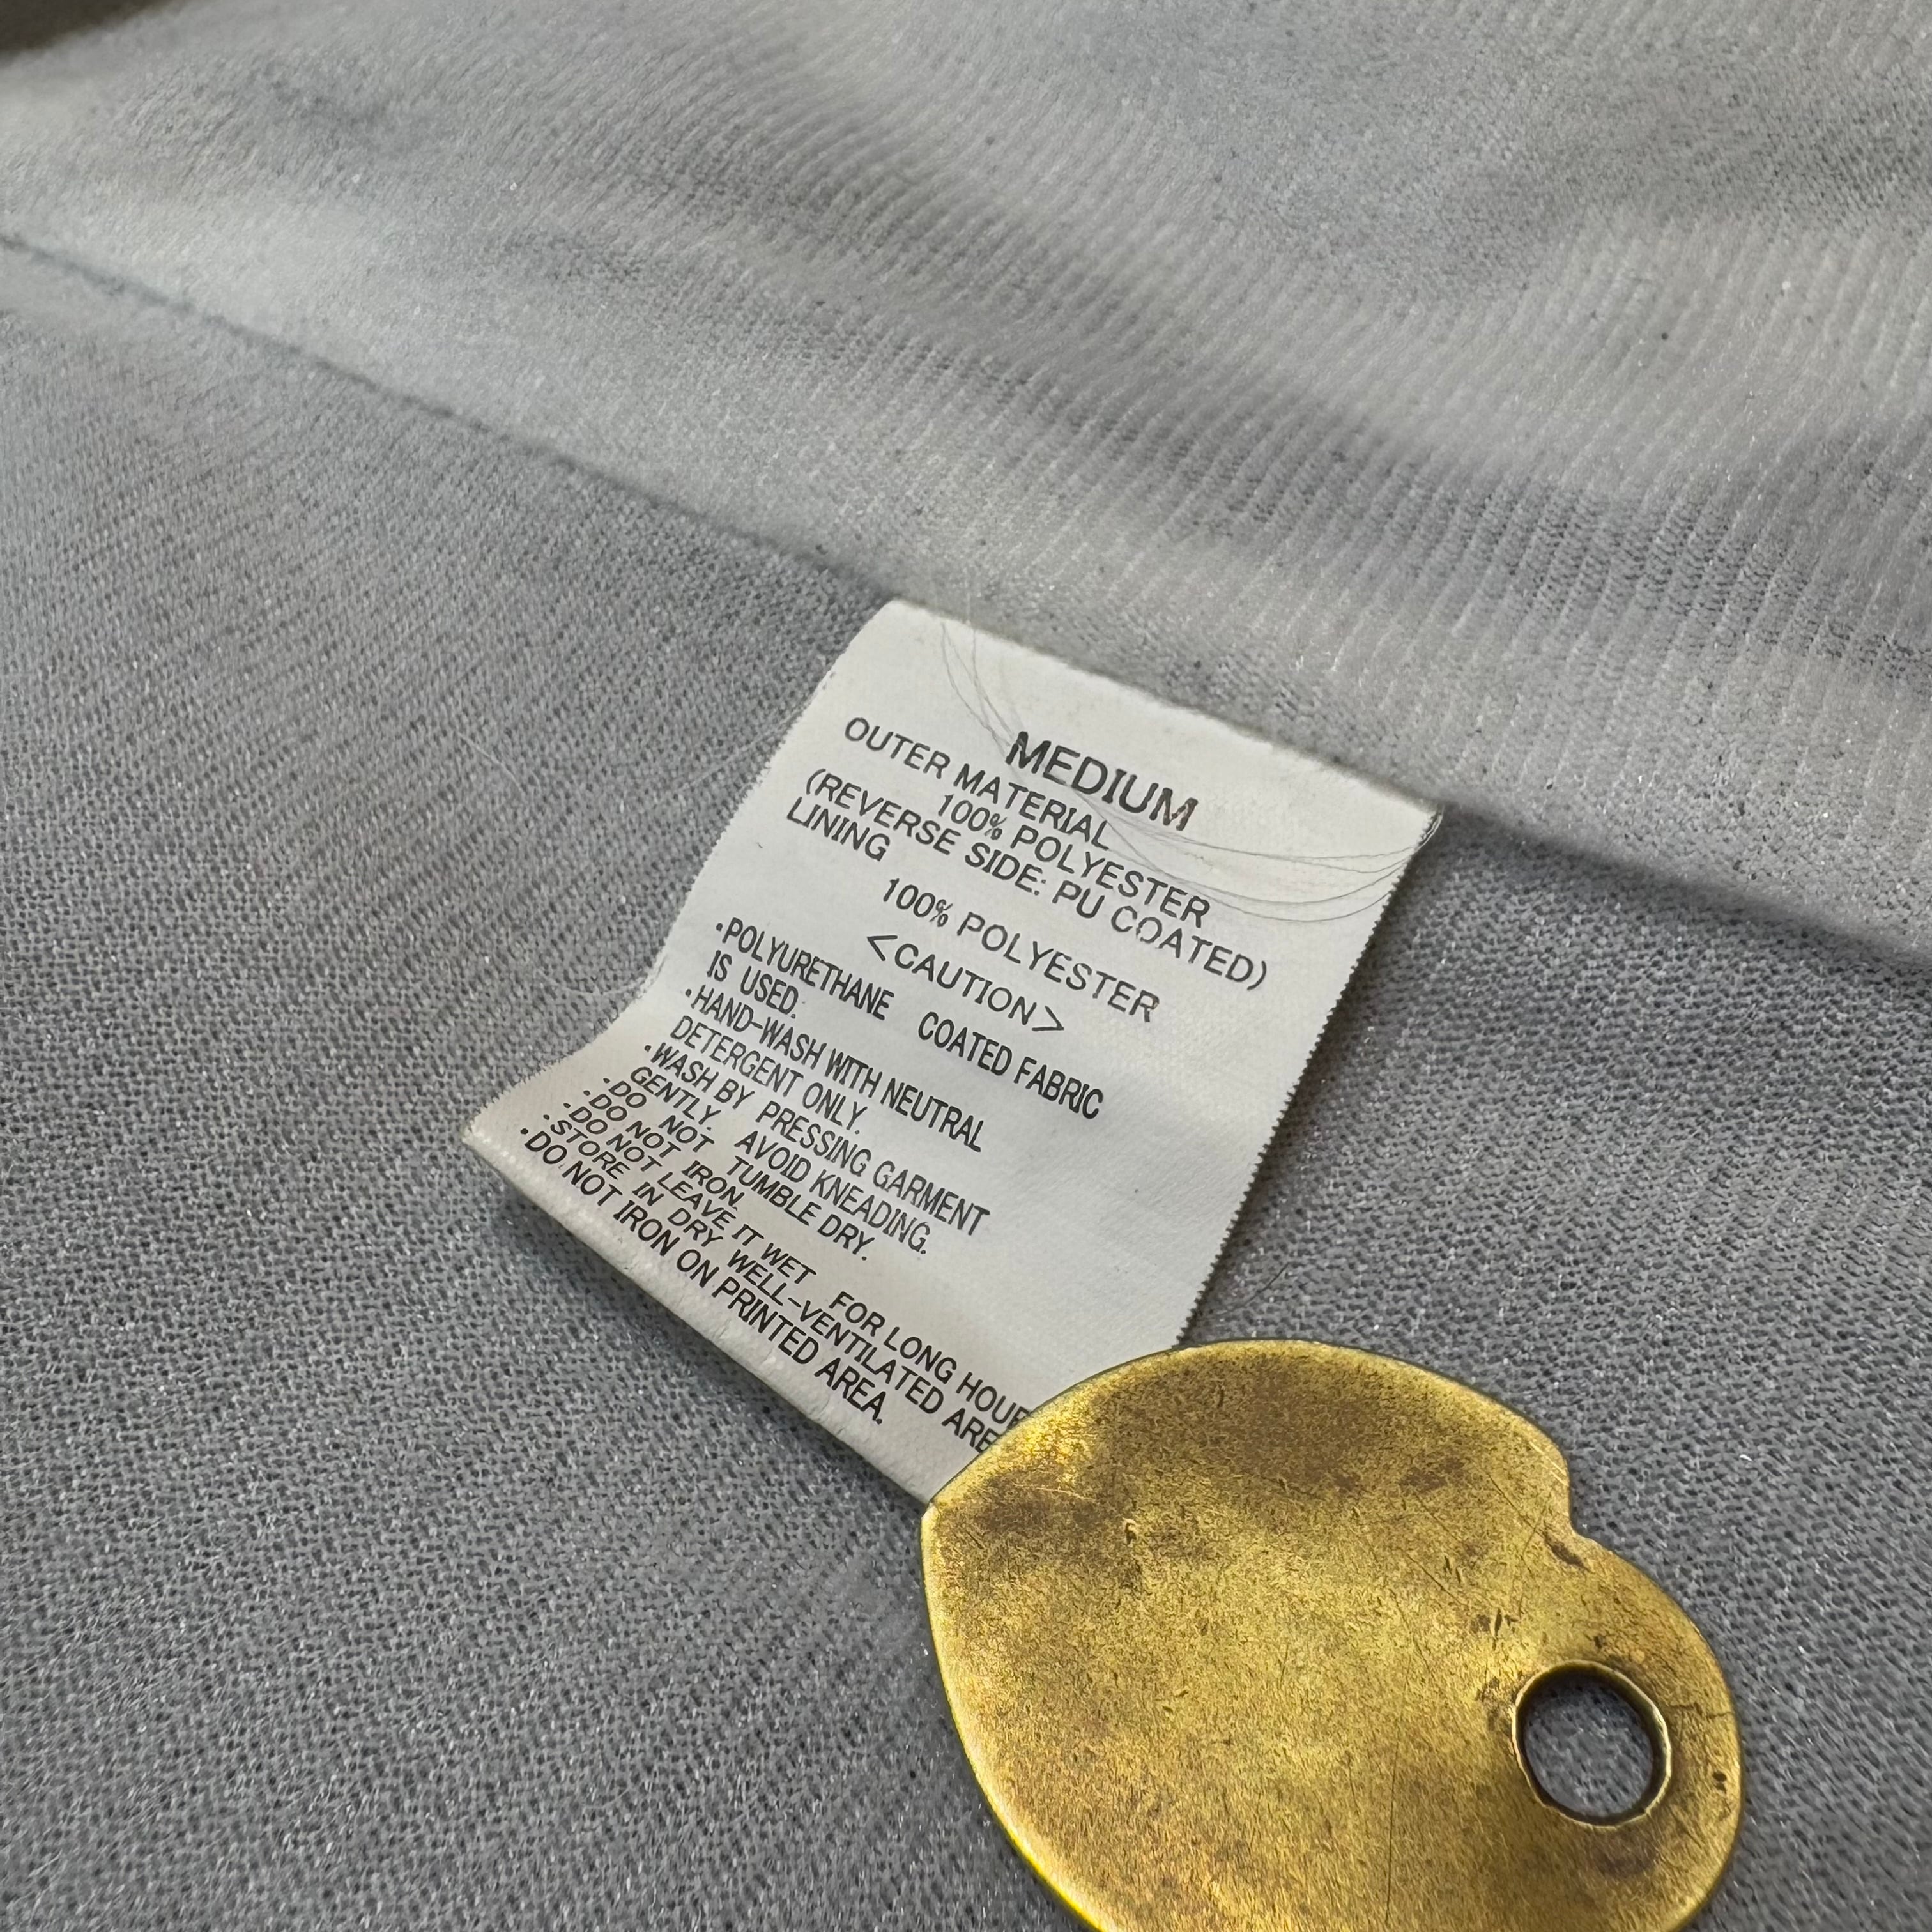 MEDIUM
OUTER MATERIAL
100% POLYESTER
(REVERSE SIDE: PU COATED)
LINING
100% POLYESTER
<CAUTION>
·POLYURETHANE COATED FABRIC
IS USED.
·HAND-WASH WITH NEUTRAL
DETERGENT ONLY.
·WASH BY PRESSING GARMENT
GENTLY. AVOID KNEADING.
·DO NOT TUMBLE DRY.
·DO NOT IRON.
·DO NOT LEAVE IT WET FOR LONG
·STORE IN DRY WELL-VENTILATED
·DO NOT IRON ON PRINTED AREA.